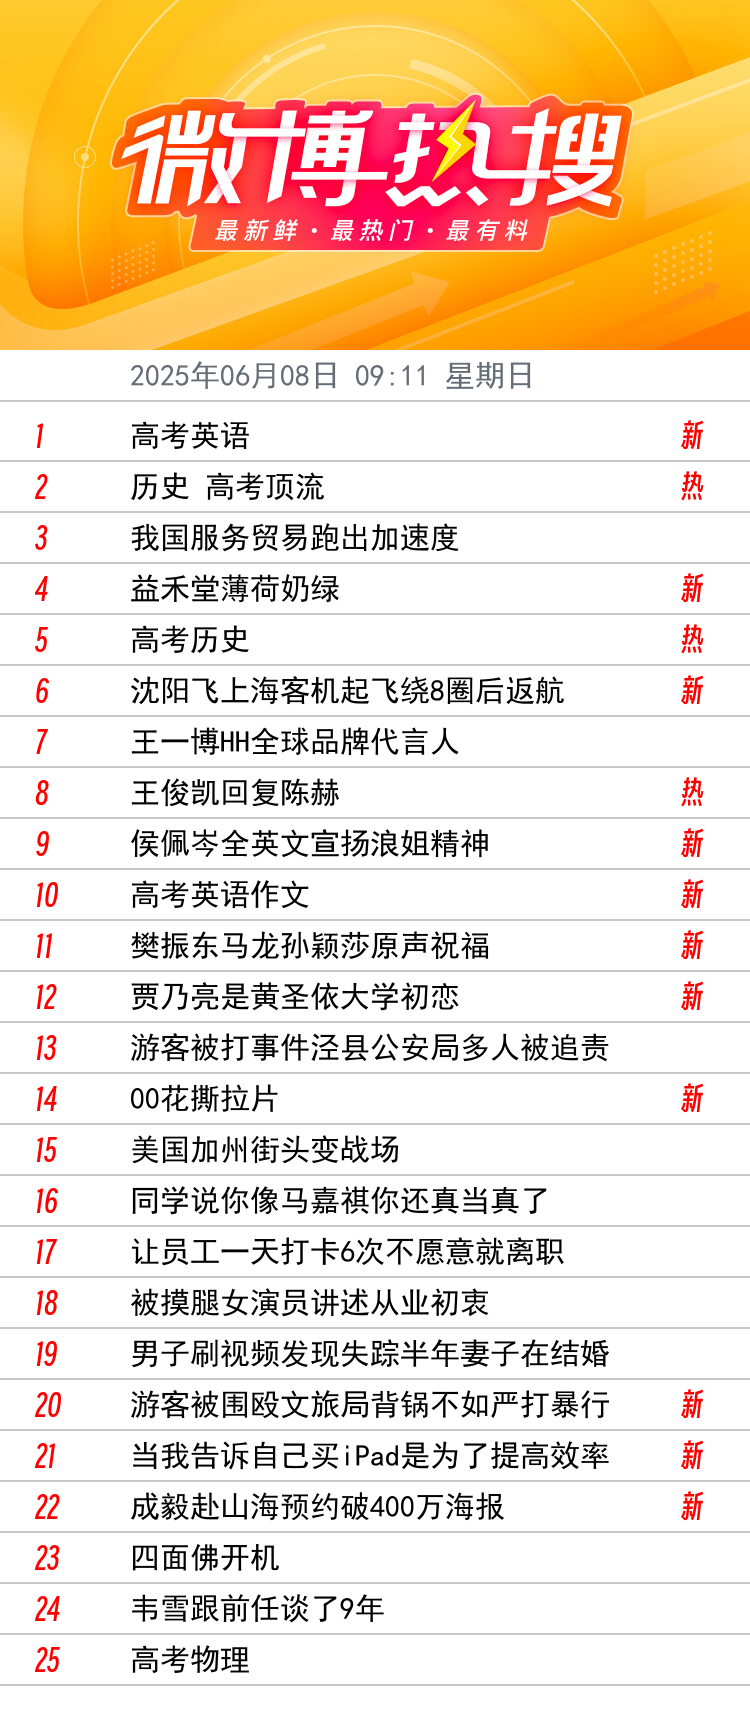 微博热搜
最新鲜·最热门·最有料
2025年06月08日 09:11 星期日
1 高考英语 新
2 历史 高考顶流 热
3 我国服务贸易跑出加速度
4 益禾堂薄荷奶绿 新
5 高考历史 热
6 沈阳飞上海客机起飞绕8圈后返航 新
7 王一博HH全球品牌代言人
8 王俊凯回复陈赫 热
9 侯佩岑全英文宣扬浪姐精神 新
10 高考英语作文 新
11 樊振东马龙孙颖莎原声祝福 新
12 贾乃亮是黄圣依大学初恋 新
13 游客被打事件泾县公安局多人被追责
14 00花撕拉片 新
15 美国加州街头变战场
16 同学说你像马嘉祺你还真当真了
17 让员工一天打卡6次不愿意就离职
18 被摸腿女演员讲述从业初衷
19 男子刷视频发现失踪半年妻子在结婚
20 游客被围殴文旅局背锅不如严打暴行 新
21 当我告诉自己买iPad是为了提高效率 新
22 成毅赴山海预约破400万海报 新
23 四面佛开机
24 韦雪跟前任谈了9年
25 高考物理